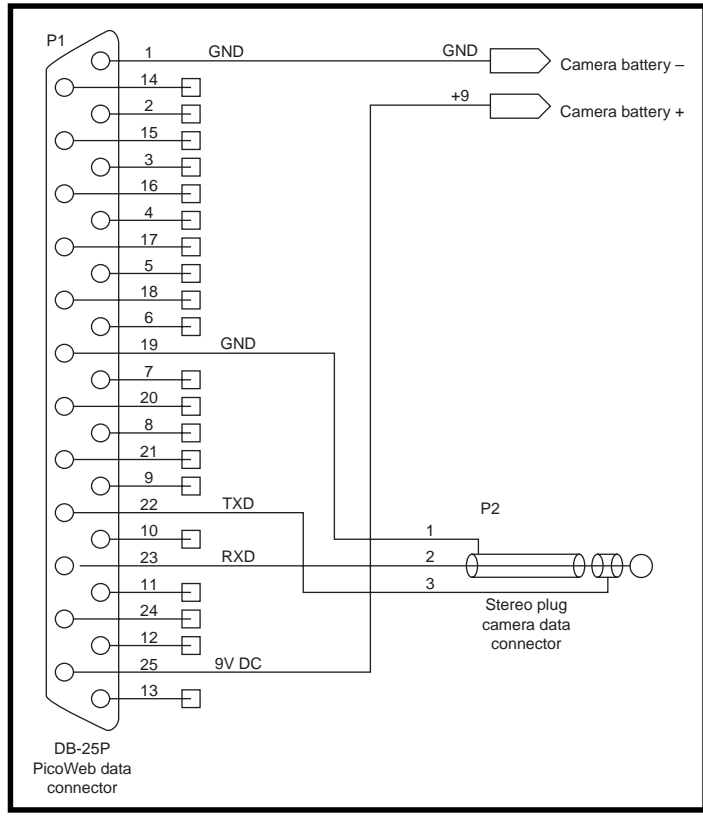 P1
1 GND GND Camera battery –
14
2 +9 Camera battery +
15
3
16
4
17
5
18
6
19 GND
7
20
8
21
9
22 TXD P2
10 1
23 RXD 2
11 3
24 Stereo plug
12 camera data
25 9V DC connector
13
DB-25P
PicoWeb data
connector